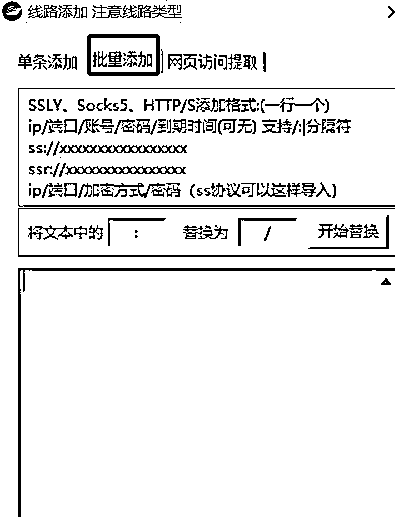 线路添加 注意线路类型
单条添加 批量添加 网页访问提取
SSLY、Socks5、HTTP/S添加格式:(一行一个)
ip/端口/账号/密码/到期时间(可无) 支持/:|分隔符
ss://xxxxxxxxxxxxxxxxx
ssr://xxxxxxxxxxxxxxxx
ip/端口/加密方式/密码（ss协议可以这样导入）
将文本中的 : 替换为 / 开始替换